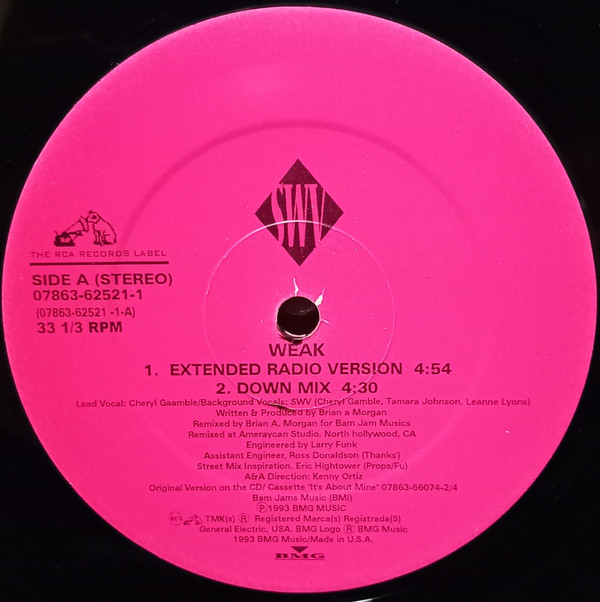 SWV
THE RCA RECORDS LABEL
SIDE A (STEREO)
07863-62521-1
(07863-62521 -1-A)
33 1/3 RPM
WEAK
1. EXTENDED RADIO VERSION 4:54
2. DOWN MIX 4:30
Lead Vocal: Cheryl Gaamble/Background Vocals: SWV (Cheryl Gamble, Tamara Johnson, Leanne Lyons)
Written & Produced by Brian a Morgan
Remixed by Brian A. Morgan for Bam Jam Musics
Remixed at Ameraycan Studio, North hollywood, CA
Engineered by Larry Funk
Assistant Engineer, Ross Donaldson (Thanks')
Street Mix Inspiration. Eric Hightower (Props/Fu)
A&A Direction: Kenny Ortiz
Original Version on the CD/ Cassette "It's About Mine" 07863-66074-2/4
Bam Jams Music (BMI)
Ⓟ1993 BMG MUSIC
RCA TMK(s) ® Registered Marca(s) Registrada(S)
General Electric, USA. BMG Logo ® BMG Music
1993 BMG Music/Made in U.S.A.
BMG